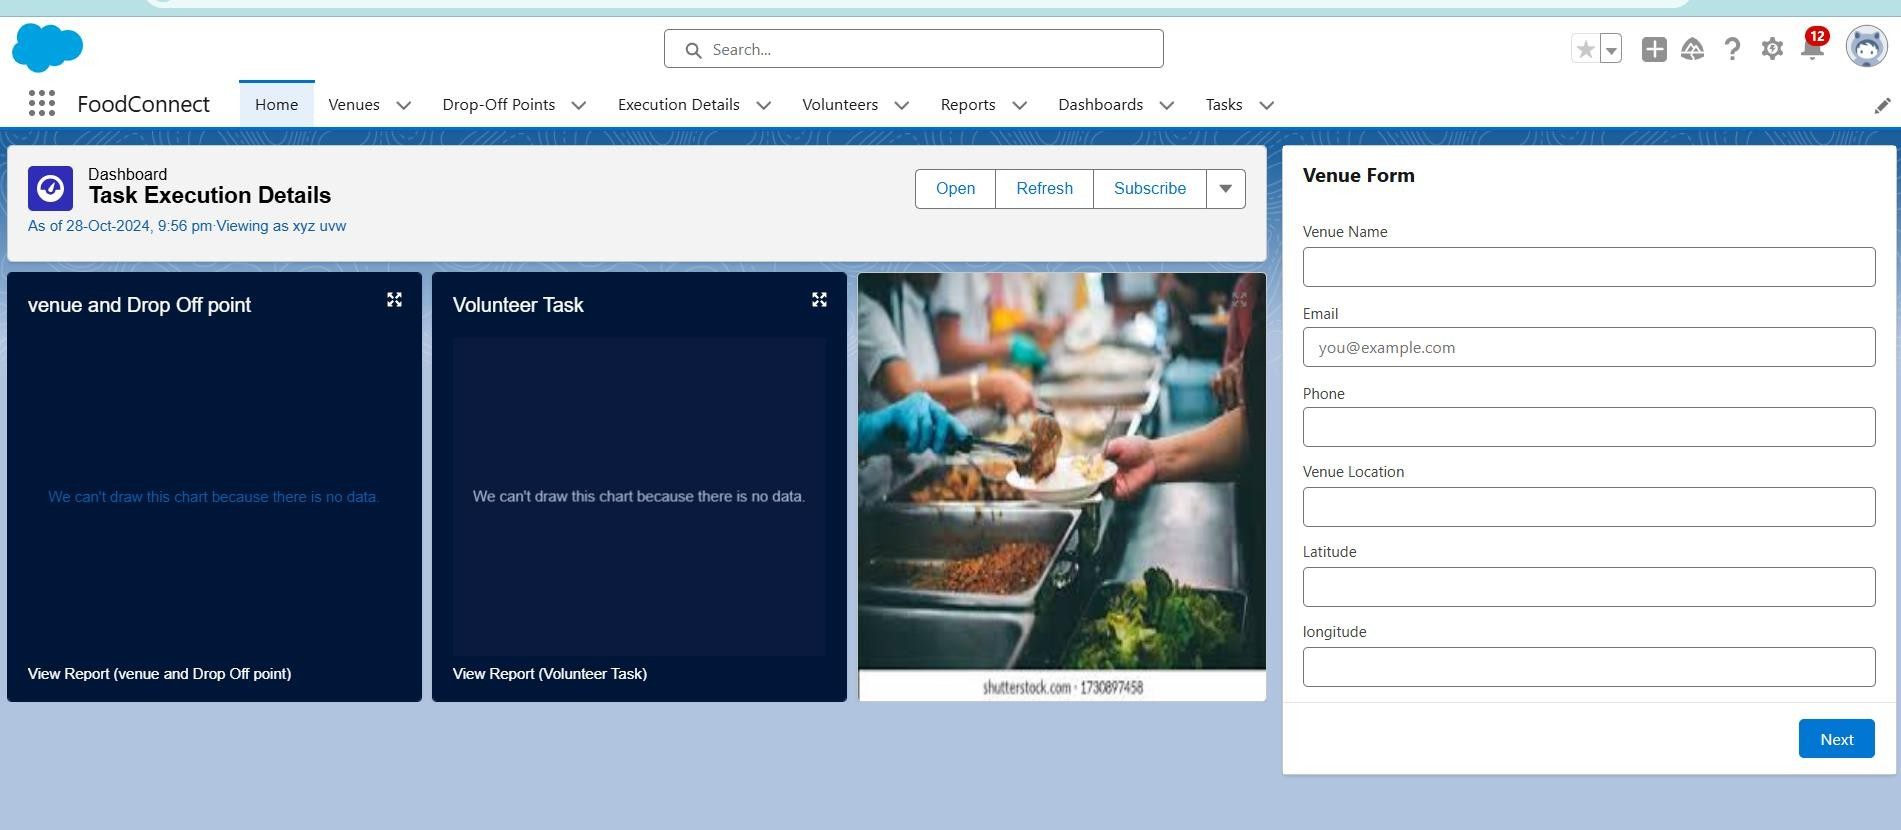 Search...
12
FoodConnect
Home
Venues
Drop-Off Points
Execution Details
Volunteers
Reports
Dashboards
Tasks
Dashboard
Task Execution Details
As of 28-Oct-2024, 9:56 pm·Viewing as xyz uvw
Open
Refresh
Subscribe
venue and Drop Off point
We can't draw this chart because there is no data.
View Report (venue and Drop Off point)
Volunteer Task
We can't draw this chart because there is no data.
View Report (Volunteer Task)
shutterstock.com · 1730897458
Venue Form
Venue Name
Email
you@example.com
Phone
Venue Location
Latitude
longitude
Next